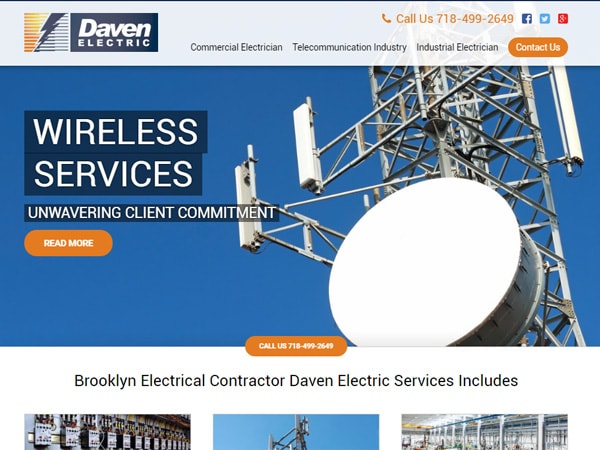 Daven
ELECTRIC
Call Us 718-499-2649
Commercial Electrician Telecommunication Industry Industrial Electrician Contact Us
WIRELESS
SERVICES
UNWAVERING CLIENT COMMITMENT
READ MORE
CALL US 718-499-2649
Brooklyn Electrical Contractor Daven Electric Services Includes